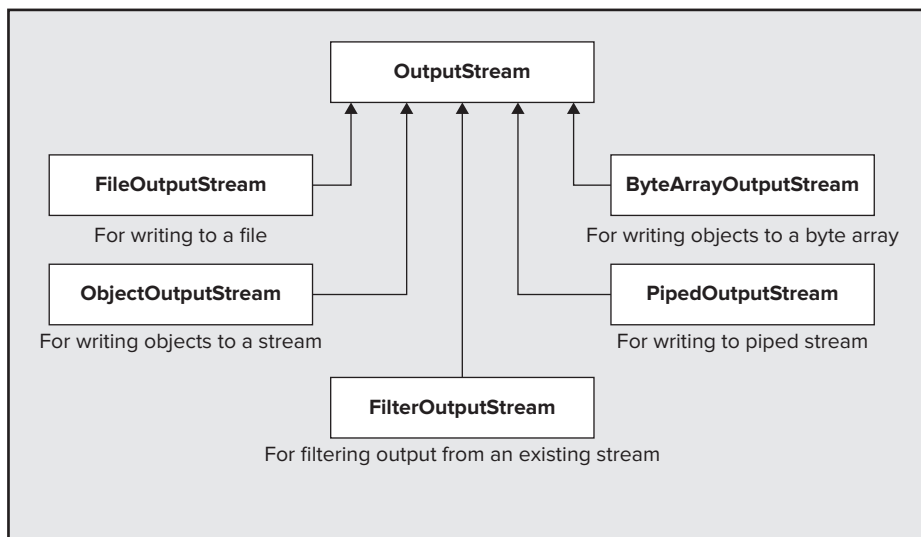 OutputStream
FileOutputStream
For writing to a file
ByteArrayOutputStream
For writing objects to a byte array
ObjectOutputStream
For writing objects to a stream
PipedOutputStream
For writing to piped stream
FilterOutputStream
For filtering output from an existing stream